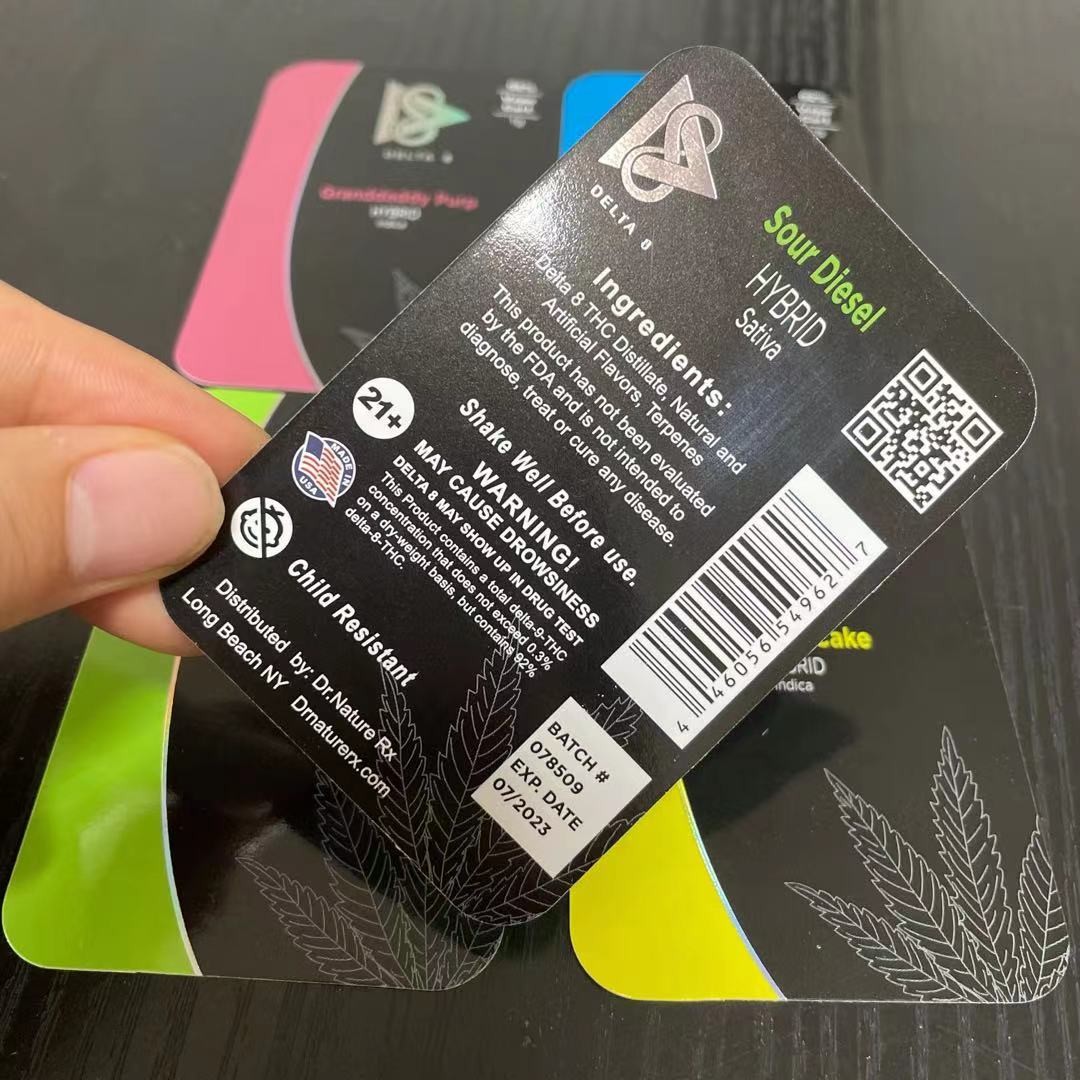 DELTA 8
Sour Diesel
HYBRID
Sativa
Ingredients:
Delta 8 THC Distillate, Natural and
Artificial Flavors, Terpenes
This product has not been evaluated
by the FDA and is not intended to
diagnose, treat or cure any disease.
Shake Well Before use.
WARNING!
MAY CAUSE DROWSINESS
DELTA 8 MAY SHOW UP IN DRUG TEST
This Product contains a total delta-9-THC
concentration that does not exceed 0.3%
on a dry-weight basis, but contains 92%
delta-8-THC.
21+
MADE IN
USA
Child Resistant
Distributed by: Dr.Nature Rx
Long Beach NY Drnaturerx.com
4 46056 54962 7
BATCH #
078509
EXP. DATE
07/2023
DELTA 8
Granddaddy Purp
HYBRID
Cake
BRID
Indica